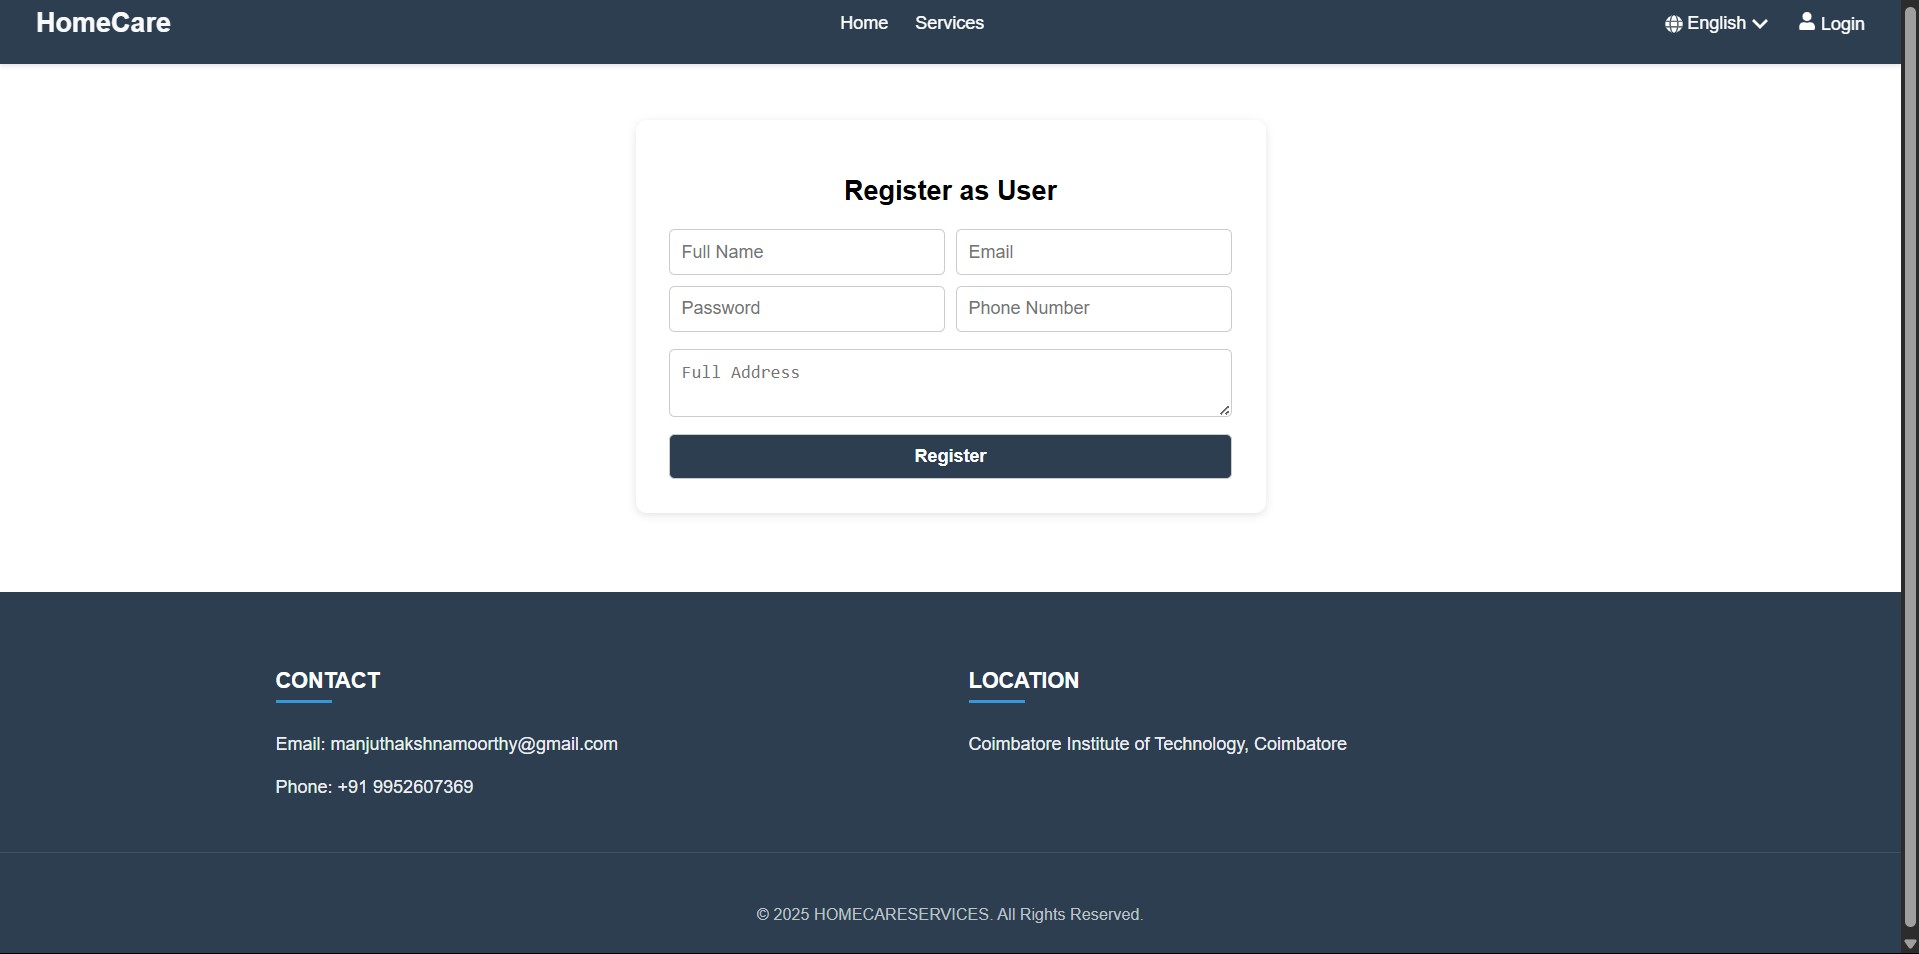 HomeCare
Home
Services
English
Login
Register as User
Full Name
Email
Password
Phone Number
Full Address
Register
CONTACT
LOCATION
Email: manjuthakshnamoorthy@gmail.com
Coimbatore Institute of Technology, Coimbatore
Phone: +91 9952607369
© 2025 HOMECARESERVICES. All Rights Reserved.